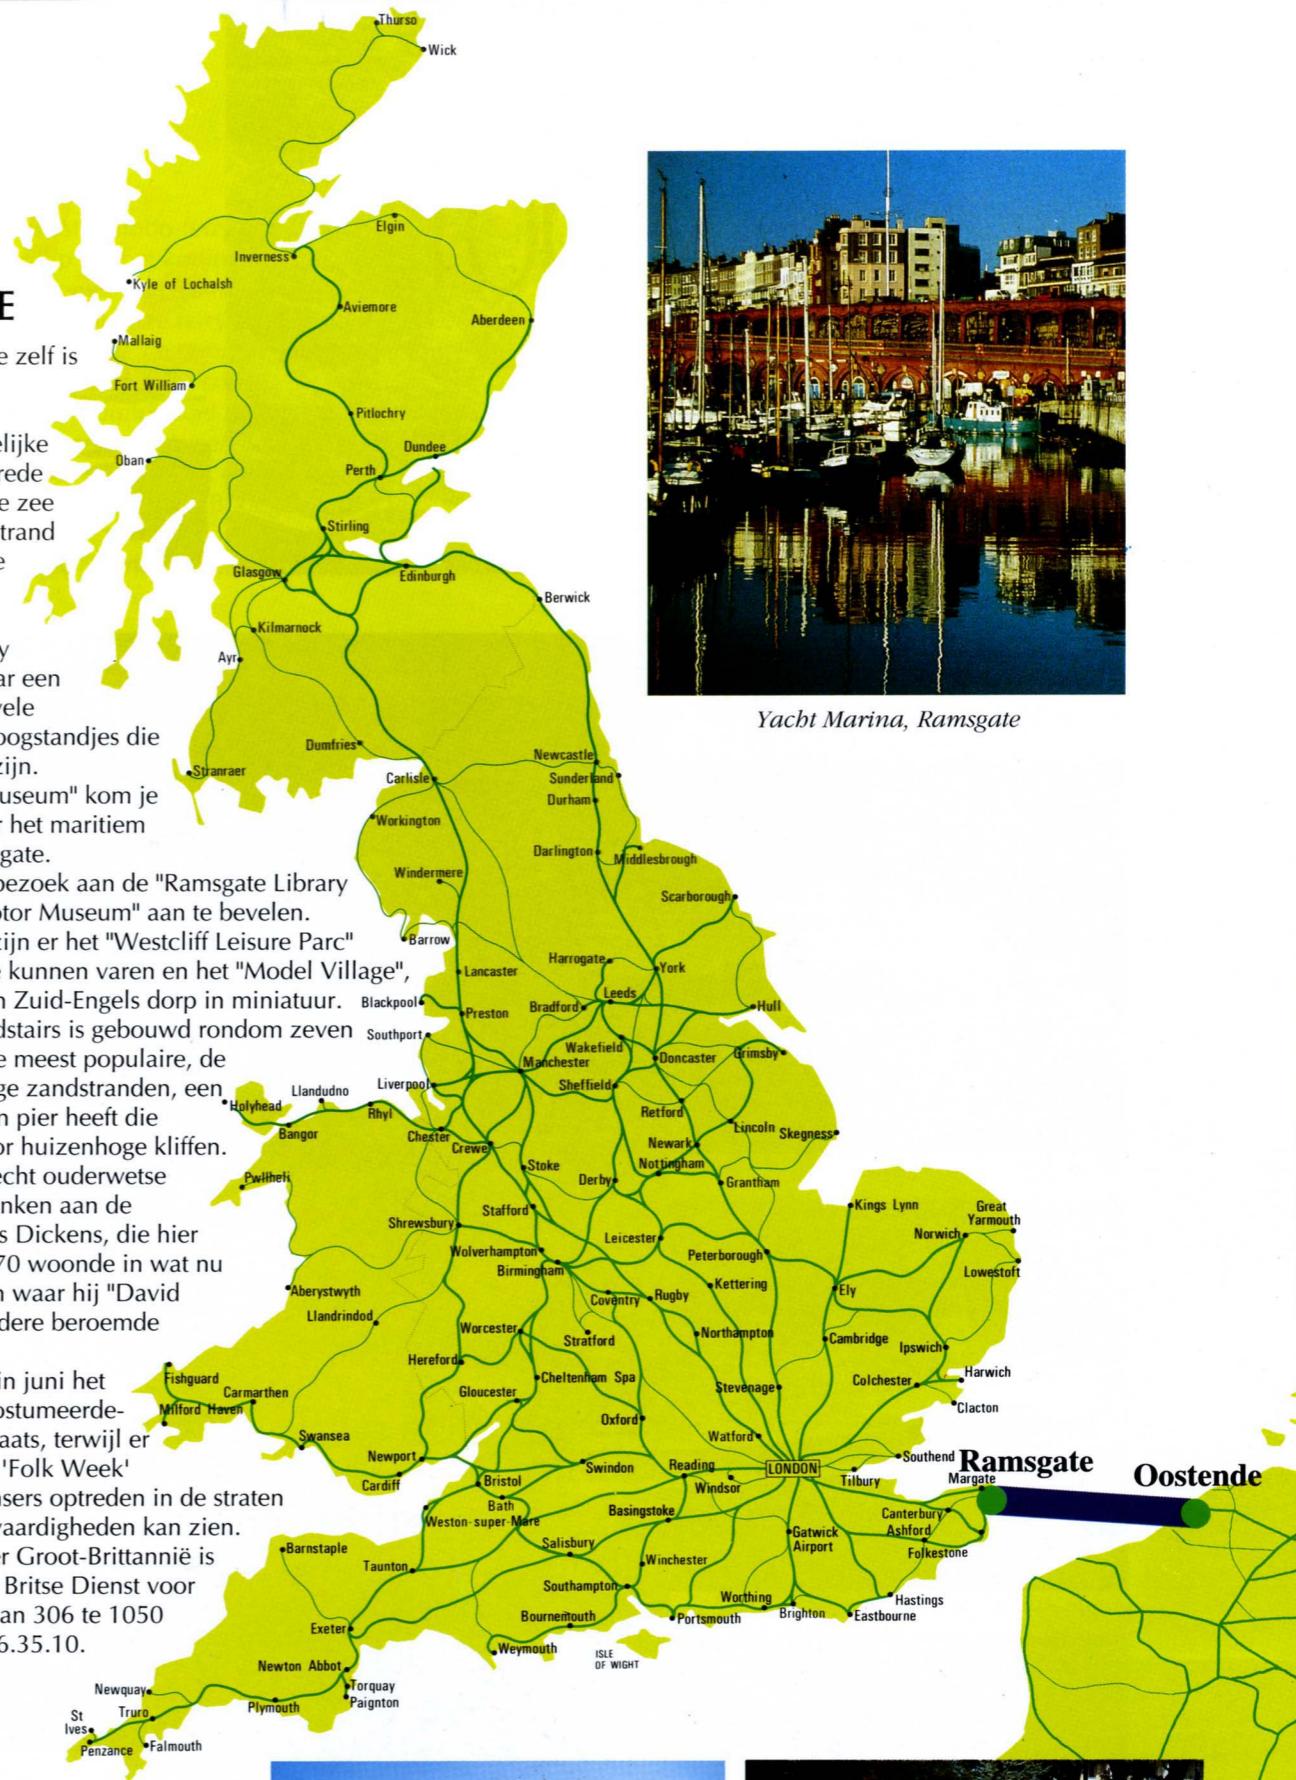 E
e zelf is
elijke
rede
e zee
trand
e
y
ar een
vele
oogstandjes die
zijn.
useum" kom je
r het maritiem
gate.
bezoek aan de "Ramsgate Library
otor Museum" aan te bevelen.
zijn er het "Westcliff Leisure Parc"
e kunnen varen en het "Model Village",
n Zuid-Engels dorp in miniatuur.
dstairs is gebouwd rondom zeven
e meest populaire, de
ge zandstranden, een
n pier heeft die
or huizenhoge kliffen.
echt ouderwetse
nken aan de
s Dickens, die hier
70 woonde in wat nu
n waar hij "David
dere beroemde
in juni het
ostumeerde-
aats, terwijl er
'Folk Week'
nsers optreden in de straten
vaardigheden kan zien.
er Groot-Brittannië is
Britse Dienst voor
an 306 te 1050
6.35.10.
Yacht Marina, Ramsgate
Thurso
Wick
Elgin
Inverness
Kyle of Lochalsh
Aviemore
Aberdeen
Mallaig
Fort William
Pitlochry
Dundee
Oban
Perth
Stirling
Glasgow
Edinburgh
Berwick
Kilmarnock
Ayr
Dumfries
Newcastle
Stranraer
Carlisle
Sunderland
Durham
Workington
Darlington
Middlesbrough
Windermere
Scarborough
Barrow
Harrogate
York
Lancaster
Leeds
Blackpool
Bradford
Hull
Preston
Southport
Wakefield
Manchester
Doncaster
Grimsby
Liverpool
Sheffield
Llandudno
Holyhead
Rhyl
Retford
Bangor
Chester
Lincoln
Skegness
Crewe
Newark
Stoke
Nottingham
Pwllheli
Derby
Grantham
Stafford
Kings Lynn
Great
Yarmouth
Shrewsbury
Leicester
Norwich
Wolverhampton
Peterborough
Birmingham
Lowestoft
Aberystwyth
Coventry
Rugby
Kettering
Ely
Llandrindod
Worcester
Stratford
Northampton
Cambridge
Ipswich
Hereford
Fishguard
Cheltenham Spa
Harwich
Carmarthen
Gloucester
Stevenage
Colchester
Milford Haven
Clacton
Oxford
Swansea
Watford
Newport
Swindon
Reading
LONDON
Southend
Ramsgate
Margate
Oostende
Cardiff
Bristol
Windsor
Tilbury
Bath
Basingstoke
Canterbury
Weston-super-Mare
Gatwick
Airport
Ashford
Salisbury
Folkestone
Barnstaple
Taunton
Winchester
Southampton
Worthing
Hastings
Bournemouth
Portsmouth
Brighton
Eastbourne
Exeter
Weymouth
ISLE
OF WIGHT
Newton Abbot
Torquay
Paignton
Newquay
Plymouth
St
Ives
Truro
Penzance
Falmouth